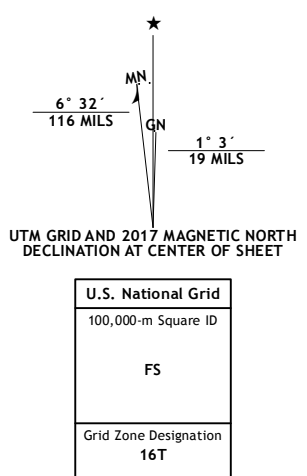 ★
MN
GN
6° 32´
116 MILS
1° 3´
19 MILS
UTM GRID AND 2017 MAGNETIC NORTH
DECLINATION AT CENTER OF SHEET
U.S. National Grid
100,000-m Square ID
FS
Grid Zone Designation
16T